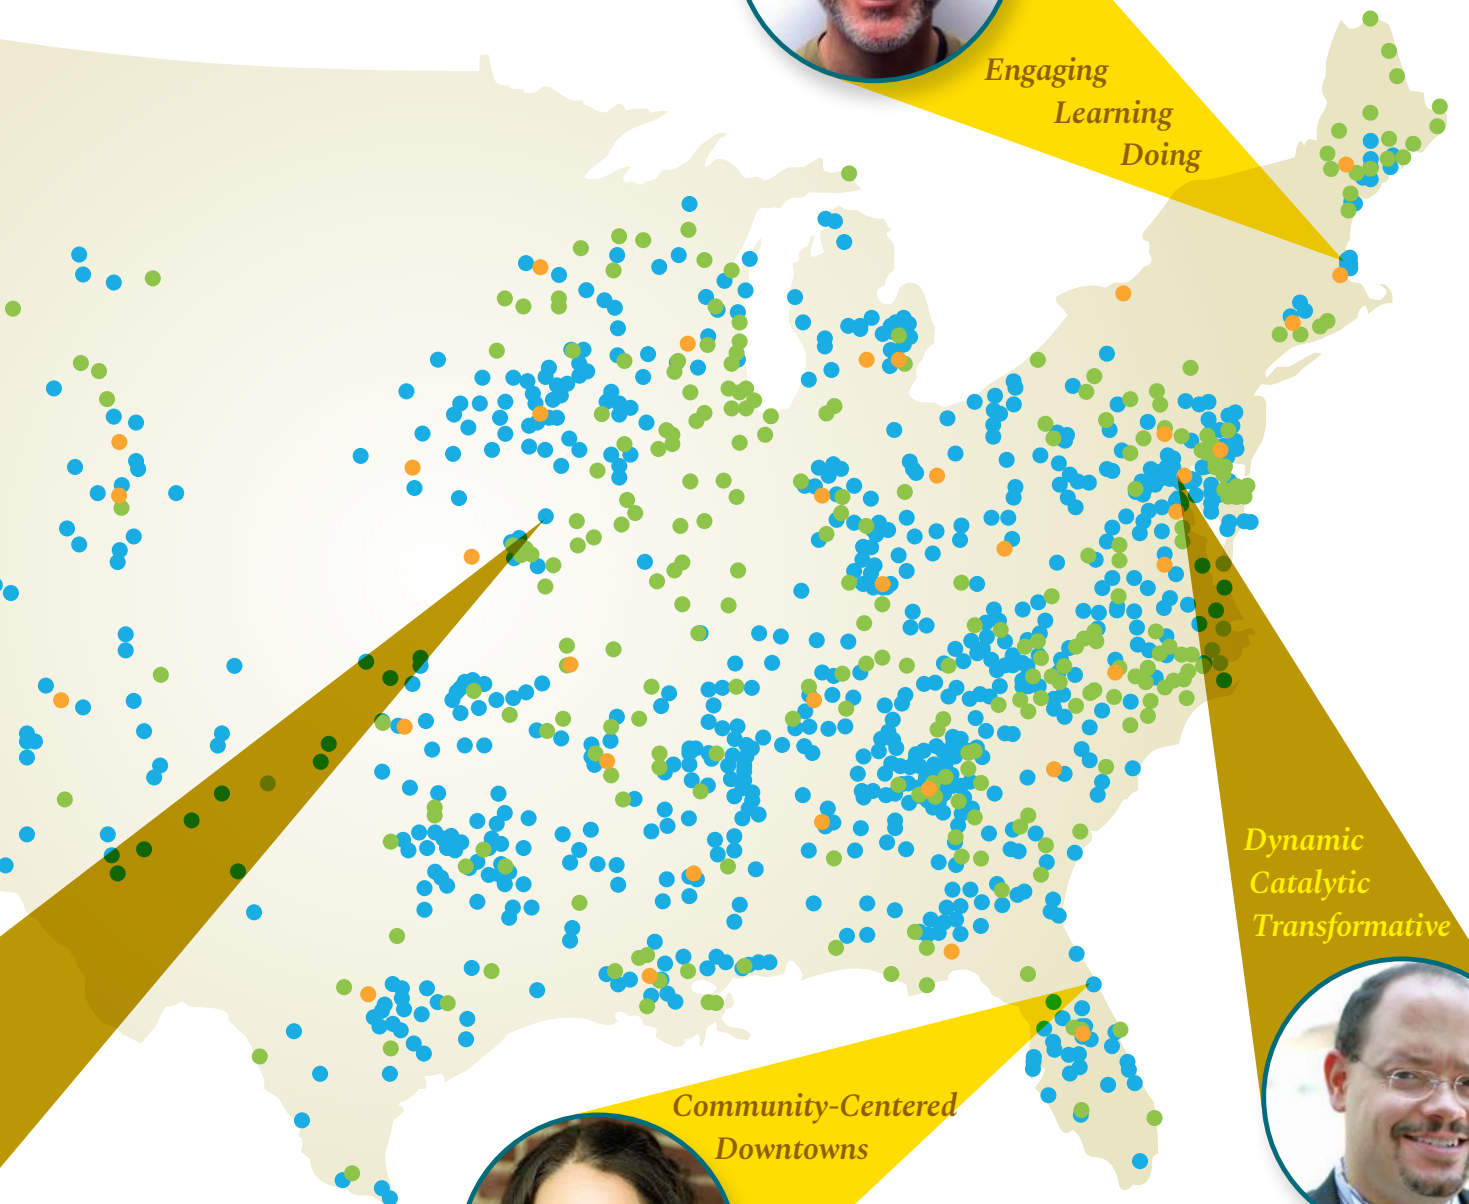 Engaging
Learning
Doing
Dynamic
Catalytic
Transformative
Community-Centered
Downtowns